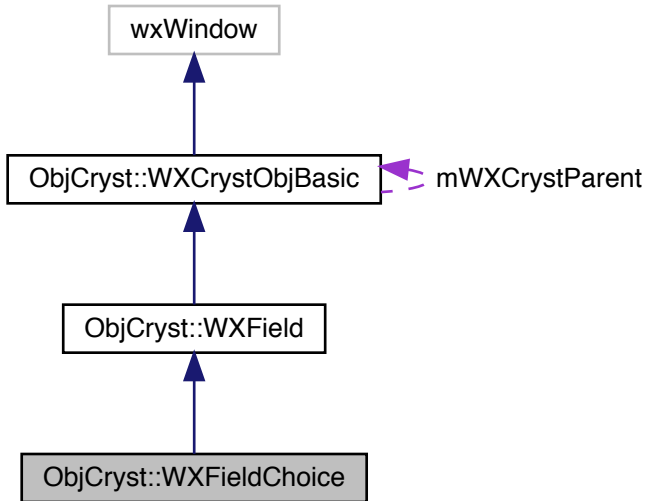 wxWindow
ObjCryst::WXCrystObjBasic
mWXCrystParent
ObjCryst::WXField
ObjCryst::WXFieldChoice